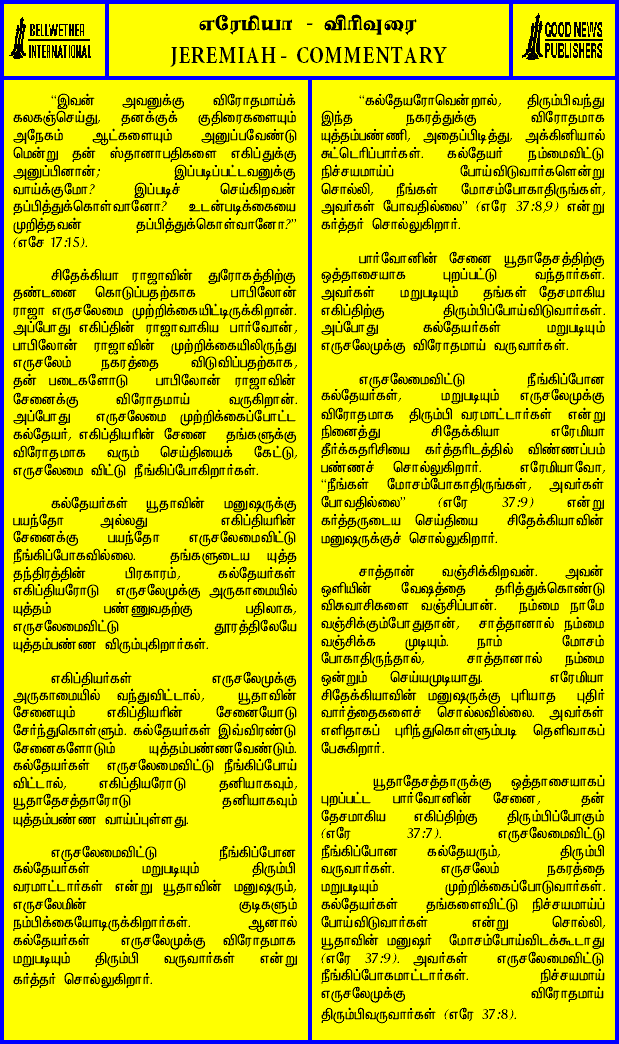 BELLWETHER
INTERNATIONAL
எரேமியா - விரிவுரை
JEREMIAH - COMMENTARY
GOOD NEWS
PUBLISHERS
“இவன் அவனுக்கு விரோதமாய்க்
கலகஞ்செய்து, தனக்குக் குதிரைகளையும்
அநேகம் ஆட்களையும் அனுப்பவேண்டு
மென்று தன் ஸ்தானாபதிகளை எகிப்துக்கு
அனுப்பினான்; இப்படிப்பட்டவனுக்கு
வாய்க்குமோ? இப்படிச் செய்கிறவன்
தப்பித்துக்கொள்வானோ? உடன்படிக்கையை
முறித்தவன் தப்பித்துக்கொள்வானோ?”
(எசே 17:15).
சிதேக்கியா ராஜாவின் துரோகத்திற்கு
தண்டனை கொடுப்பதற்காக பாபிலோன்
ராஜா எருசலேமை முற்றிக்கையிட்டிருக்கிறான்.
அப்போது எகிப்தின் ராஜாவாகிய பார்வோன்,
பாபிலோன் ராஜாவின் முற்றிக்கையிலிருந்து
எருசலேம் நகரத்தை விடுவிப்பதற்காக,
தன் படைகளோடு பாபிலோன் ராஜாவின்
சேனைக்கு விரோதமாய் வருகிறான்.
அப்போது எருசலேமை முற்றிக்கைப்போட்ட
கல்தேயர், எகிப்தியரின் சேனை தங்களுக்கு
விரோதமாக வரும் செய்தியைக் கேட்டு,
எருசலேமை விட்டு நீங்கிப்போகிறார்கள்.
கல்தேயர்கள் யூதாவின் மனுஷருக்கு
பயந்தோ அல்லது எகிப்தியரின்
சேனைக்கு பயந்தோ எருசலேமைவிட்டு
நீங்கிப்போகவில்லை. தங்களுடைய யுத்த
தந்திரத்தின் பிரகாரம், கல்தேயர்கள்
எகிப்தியரோடு எருசலேமுக்கு அருகாமையில்
யுத்தம் பண்ணுவதற்கு பதிலாக,
எருசலேமைவிட்டு தூரத்திலேயே
யுத்தம்பண்ண விரும்புகிறார்கள்.
எகிப்தியர்கள் எருசலேமுக்கு
அருகாமையில் வந்துவிட்டால், யூதாவின்
சேனையும் எகிப்தியரின் சேனையோடு
சேர்ந்துகொள்ளும். கல்தேயர்கள் இவ்விரண்டு
சேனைகளோடும் யுத்தம்பண்ணவேண்டும்.
கல்தேயர்கள் எருசலேமைவிட்டு நீங்கிப்போய்
விட்டால், எகிப்தியரோடு தனியாகவும்,
யூதாதேசத்தாரோடு தனியாகவும்
யுத்தம்பண்ண வாய்ப்புள்ளது.
எருசலேமைவிட்டு நீங்கிப்போன
கல்தேயர்கள் மறுபடியும் திரும்பி
வரமாட்டார்கள் என்று யூதாவின் மனுஷரும்,
எருசலேமின் குடிகளும்
நம்பிக்கையோடிருக்கிறார்கள். ஆனால்
கல்தேயர்கள் எருசலேமுக்கு விரோதமாக
மறுபடியும் திரும்பி வருவார்கள் என்று
கர்த்தர் சொல்லுகிறார்.
“கல்தேயரோவென்றால், திரும்பிவந்து
இந்த நகரத்துக்கு விரோதமாக
யுத்தம்பண்ணி, அதைப்பிடித்து, அக்கினியால்
சுட்டெரிப்பார்கள். கல்தேயர் நம்மைவிட்டு
நிச்சயமாய்ப் போய்விடுவார்களென்று
சொல்லி, நீங்கள் மோசம்போகாதிருங்கள்,
அவர்கள் போவதில்லை” (எரே 37:8,9) என்று
கர்த்தர் சொல்லுகிறார்.
பார்வோனின் சேனை யூதாதேசத்திற்கு
ஒத்தாசையாக புறப்பட்டு வந்தார்கள்.
அவர்கள் மறுபடியும் தங்கள் தேசமாகிய
எகிப்திற்கு திரும்பிப்போய்விடுவார்கள்.
அப்போது கல்தேயர்கள் மறுபடியும்
எருசலேமுக்கு விரோதமாய் வருவார்கள்.
எருசலேமைவிட்டு நீங்கிப்போன
கல்தேயர்கள், மறுபடியும் எருசலேமுக்கு
விரோதமாக திரும்பி வரமாட்டார்கள் என்று
நினைத்து சிதேக்கியா எரேமியா
தீர்க்கதரிசியை கர்த்தரிடத்தில் விண்ணப்பம்
பண்ணச் சொல்லுகிறார். எரேமியாவோ,
“நீங்கள் மோசம்போகாதிருங்கள், அவர்கள்
போவதில்லை” (எரே 37:9) என்று
கர்த்தருடைய செய்தியை சிதேக்கியாவின்
மனுஷருக்குச் சொல்லுகிறார்.
சாத்தான் வஞ்சிக்கிறவன். அவன்
ஒளியின் வேஷத்தை தரித்துக்கொண்டு
விசுவாசிகளை வஞ்சிப்பான். நம்மை நாமே
வஞ்சிக்கும்போதுதான், சாத்தானால் நம்மை
வஞ்சிக்க முடியும். நாம் மோசம்
போகாதிருந்தால், சாத்தானால் நம்மை
ஒன்றும் செய்யமுடியாது. எரேமியா
சிதேக்கியாவின் மனுஷருக்கு புரியாத புதிர்
வார்த்தைகளைச் சொல்லவில்லை. அவர்கள்
எளிதாகப் புரிந்துகொள்ளும்படி தெளிவாகப்
பேசுகிறார்.
யூதாதேசத்தாருக்கு ஒத்தாசையாகப்
புறப்பட்ட பார்வோனின் சேனை, தன்
தேசமாகிய எகிப்திற்கு திரும்பிப்போகும்
(எரே 37:7). எருசலேமைவிட்டு
நீங்கிப்போன கல்தேயரும், திரும்பி
வருவார்கள். எருசலேம் நகரத்தை
மறுபடியும் முற்றிக்கைப்போடுவார்கள்.
கல்தேயர்கள் தங்களைவிட்டு நிச்சயமாய்ப்
போய்விடுவார்கள் என்று சொல்லி,
யூதாவின் மனுஷர் மோசம்போய்விடக்கூடாது
(எரே 37:9). அவர்கள் எருசலேமைவிட்டு
நீங்கிப்போகமாட்டார்கள். நிச்சயமாய்
எருசலேமுக்கு விரோதமாய்
திரும்பிவருவார்கள் (எரே 37:8).